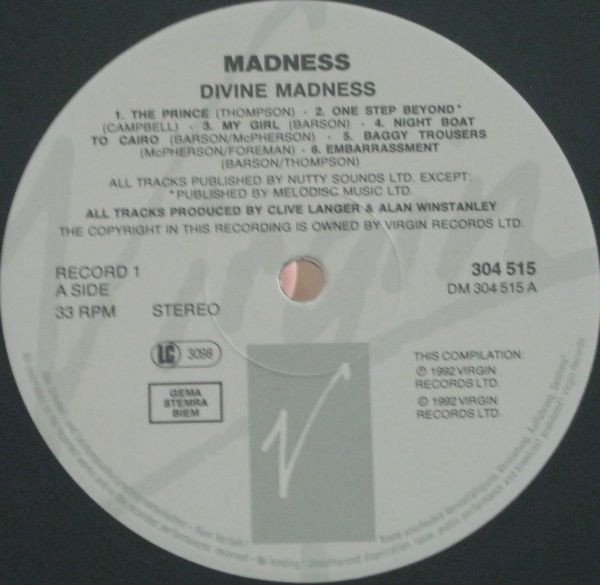 MADNESS
DIVINE MADNESS
1. THE PRINCE (THOMPSON) · 2. ONE STEP BEYOND*
(CAMPBELL) · 3. MY GIRL (BARSON) · 4. NIGHT BOAT
TO CAIRO (BARSON/McPHERSON) · 5. BAGGY TROUSERS
(McPHERSON/FOREMAN) · 6. EMBARRASSMENT
(BARSON/THOMPSON)
ALL TRACKS PUBLISHED BY NUTTY SOUNDS LTD. EXCEPT:
*PUBLISHED BY MELODISC MUSIC LTD.
ALL TRACKS PRODUCED BY CLIVE LANGER & ALAN WINSTANLEY
THE COPYRIGHT IN THIS RECORDING IS OWNED BY VIRGIN RECORDS LTD.
RECORD 1
A SIDE
33 RPM STEREO
304 515
DM 304 515 A
LC 3098
GEMA
STEMRA
BIEM
THIS COMPILATION:
℗ 1992 VIRGIN
RECORDS LTD.
© 1992 VIRGIN
RECORDS LTD.
Virgin
V